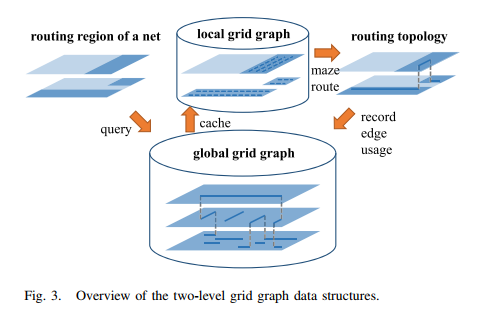 routing region of a net
local grid graph
routing topology
maze
route
query
cache
record
edge
usage
global grid graph
Fig. 3. Overview of the two-level grid graph data structures.